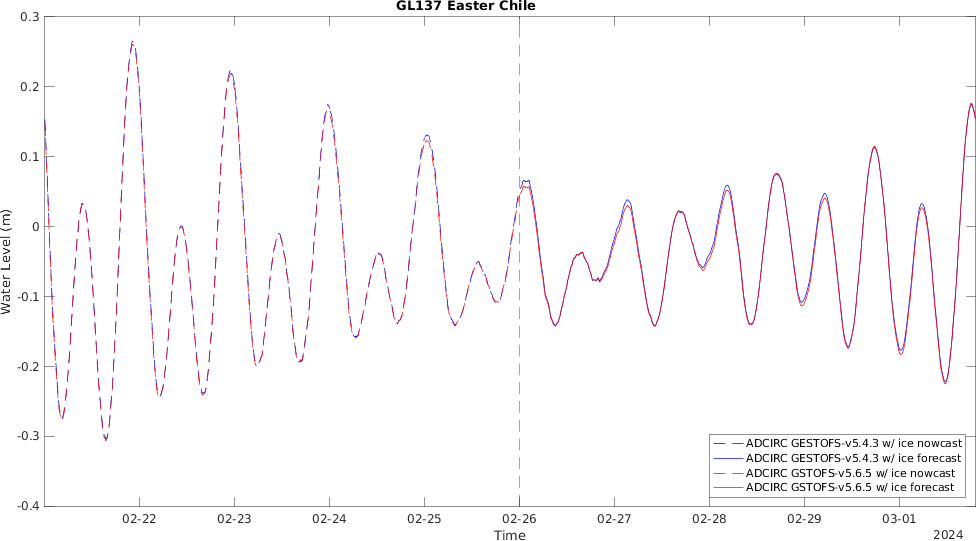 GL137 Easter Chile
Water Level (m)
0.3
0.2
0.1
0
-0.1
-0.2
-0.3
-0.4
ADCIRC GESTOFS-v5.4.3 w/ ice nowcast
ADCIRC GESTOFS-v5.4.3 w/ ice forecast
ADCIRC GSTOFS-v5.6.5 w/ ice nowcast
ADCIRC GSTOFS-v5.6.5 w/ ice forecast
02-22 02-23 02-24 02-25 02-26 02-27 02-28 02-29 03-01
Time
2024